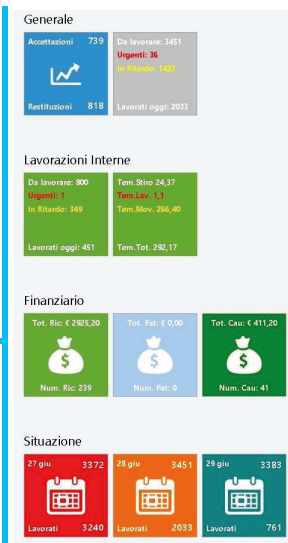 Generale
Accettazioni 739
Restituzioni 818
Da lavorare: 3451
Urgenti: 36
In Ritardo: 1422
Lavorati oggi: 2033
Lavorazioni Interne
Da lavorare: 800
Urgenti: 1
In Ritardo: 349
Lavorati oggi: 451
Tem.Stiro 24,37
Tem.Lav. 1,1
Tem.Mov. 266,40
Tem.Tot. 292,17
Finanziario
Tot. Ric: € 2925,20
Num. Ric: 239
Tot. Fat: € 0,00
Num. Fat: 0
Tot. Cau: € 411,20
Num. Cau: 41
Situazione
27 giu 3372
Lavorati 3240
28 giu 3451
Lavorati 2033
29 giu 3383
Lavorati 761